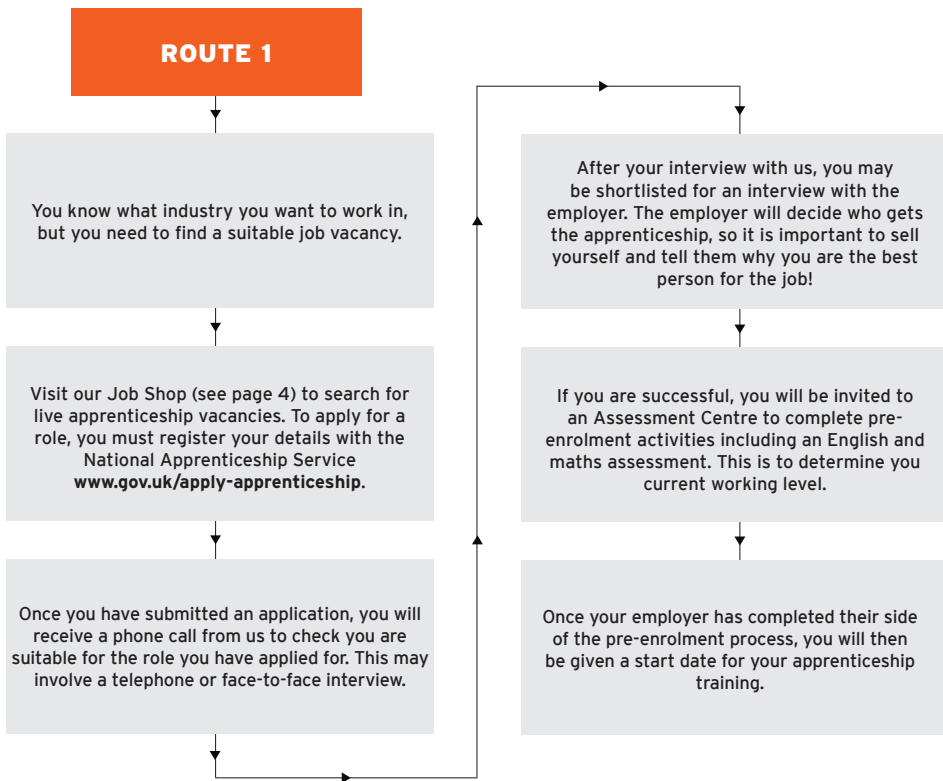 ROUTE 1
You know what industry you want to work in,
but you need to find a suitable job vacancy.
Visit our Job Shop (see page 4) to search for
live apprenticeship vacancies. To apply for a
role, you must register your details with the
National Apprenticeship Service
www.gov.uk/apply-apprenticeship.
Once you have submitted an application, you will
receive a phone call from us to check you are
suitable for the role you have applied for. This may
involve a telephone or face-to-face interview.
After your interview with us, you may
be shortlisted for an interview with the
employer. The employer will decide who gets
the apprenticeship, so it is important to sell
yourself and tell them why you are the best
person for the job!
If you are successful, you will be invited to
an Assessment Centre to complete pre-
enrolment activities including an English and
maths assessment. This is to determine you
current working level.
Once your employer has completed their side
of the pre-enrolment process, you will then
be given a start date for your apprenticeship
training.